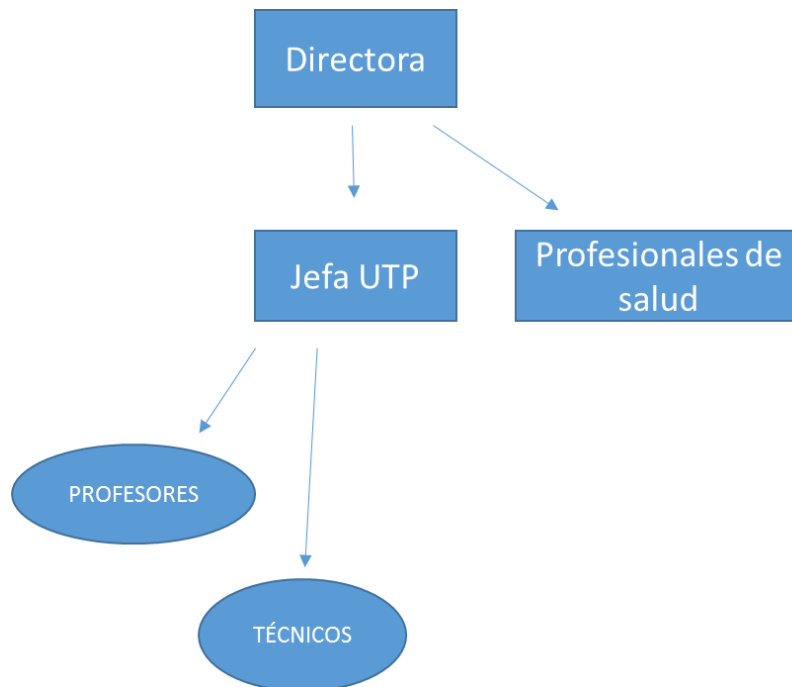 Directora
Jefa UTP
Profesionales de
salud
PROFESORES
TÉCNICOS